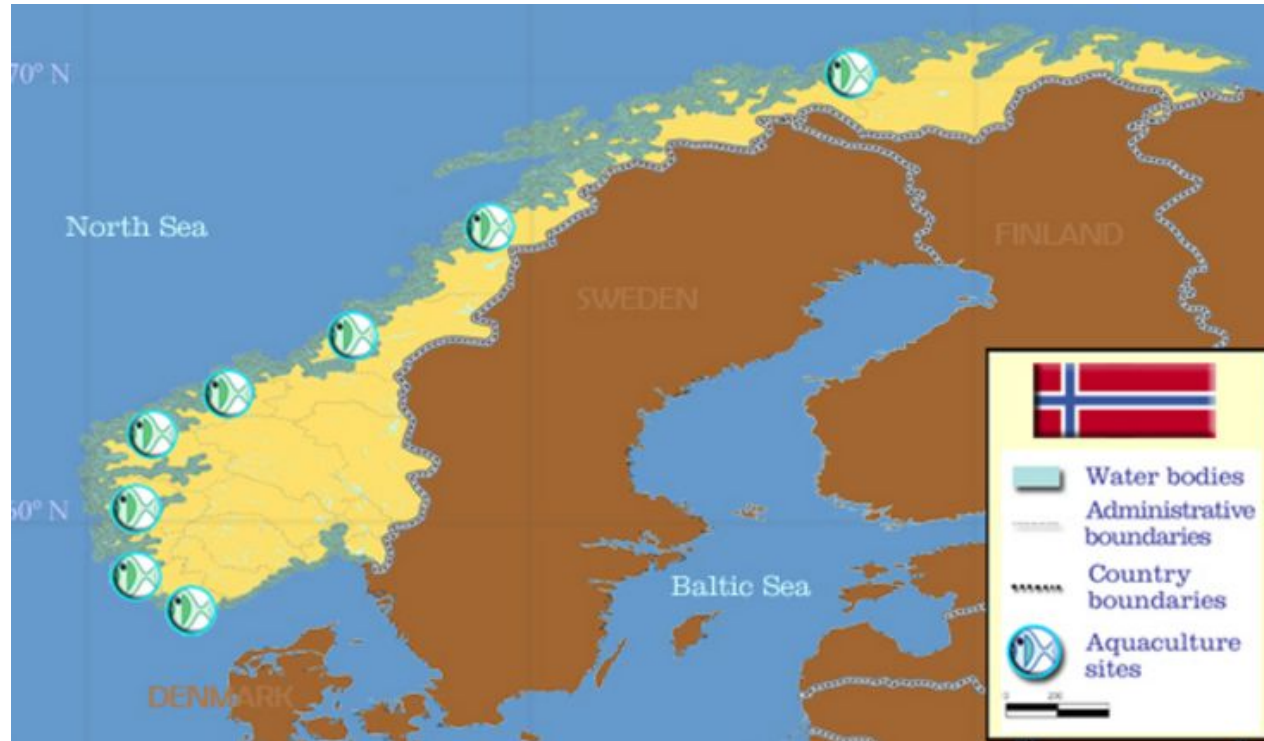 70° N
North Sea
FINLAND
SWEDEN
60° N
Baltic Sea
DENMARK
Water bodies
Administrative
boundaries
Country
boundaries
Aquaculture
sites
0 200